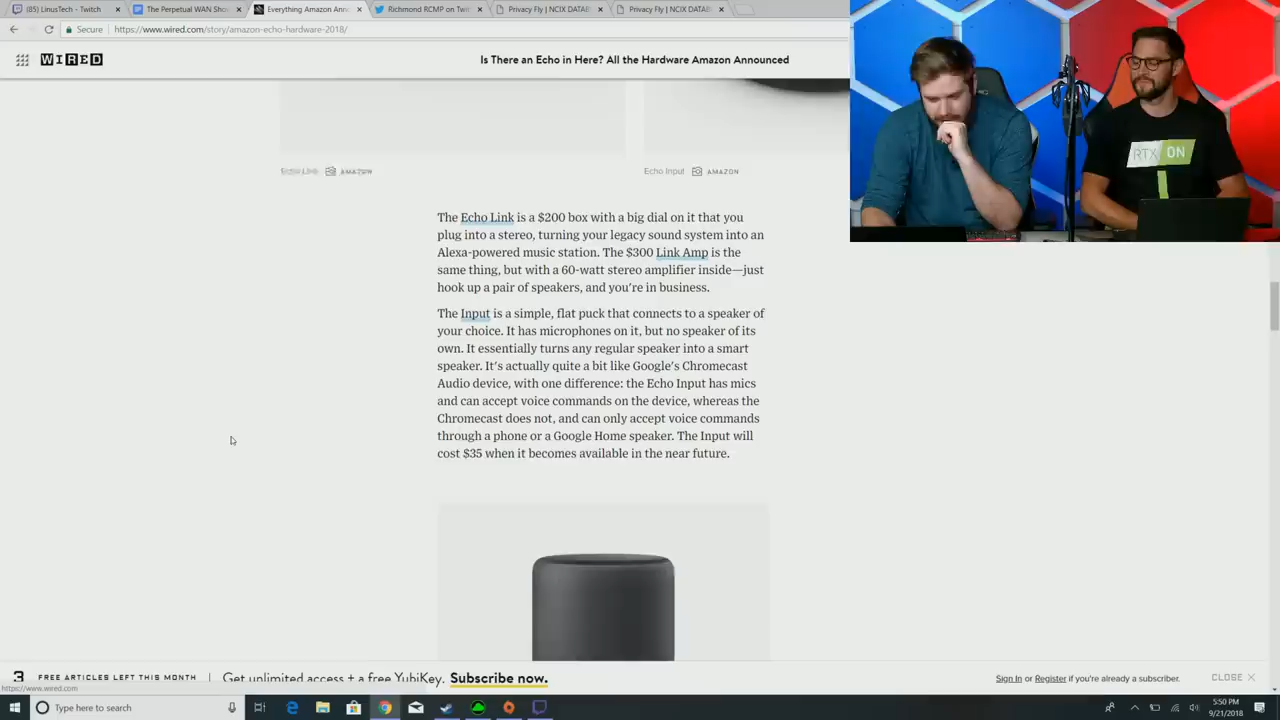 (85) LinusTech - Twitch
The Perpetual WAN Show
Everything Amazon Ann
Richmond RCMP on Twi
Privacy Fly | NCIX DATAB
Privacy Fly | NCIX DATAB
Secure
https://www.wired.com/story/amazon-echo-hardware-2018/
WIRED
Is There an Echo in Here? All the Hardware Amazon Announced
RTX ON
Echo Link AMAZON
Echo Input AMAZON
The Echo Link is a $200 box with a big dial on it that you
plug into a stereo, turning your legacy sound system into an
Alexa-powered music station. The $300 Link Amp is the
same thing, but with a 60-watt stereo amplifier inside—just
hook up a pair of speakers, and you're in business.
The Input is a simple, flat puck that connects to a speaker of
your choice. It has microphones on it, but no speaker of its
own. It essentially turns any regular speaker into a smart
speaker. It's actually quite a bit like Google's Chromecast
Audio device, with one difference: the Echo Input has mics
and can accept voice commands on the device, whereas the
Chromecast does not, and can only accept voice commands
through a phone or a Google Home speaker. The Input will
cost $35 when it becomes available in the near future.
3 FREE ARTICLES LEFT THIS MONTH
Get unlimited access + a free YubiKey. Subscribe now.
Sign In or Register if you're already a subscriber.
CLOSE
https://www.wired.com
Type here to search
5:50 PM
9/21/2018